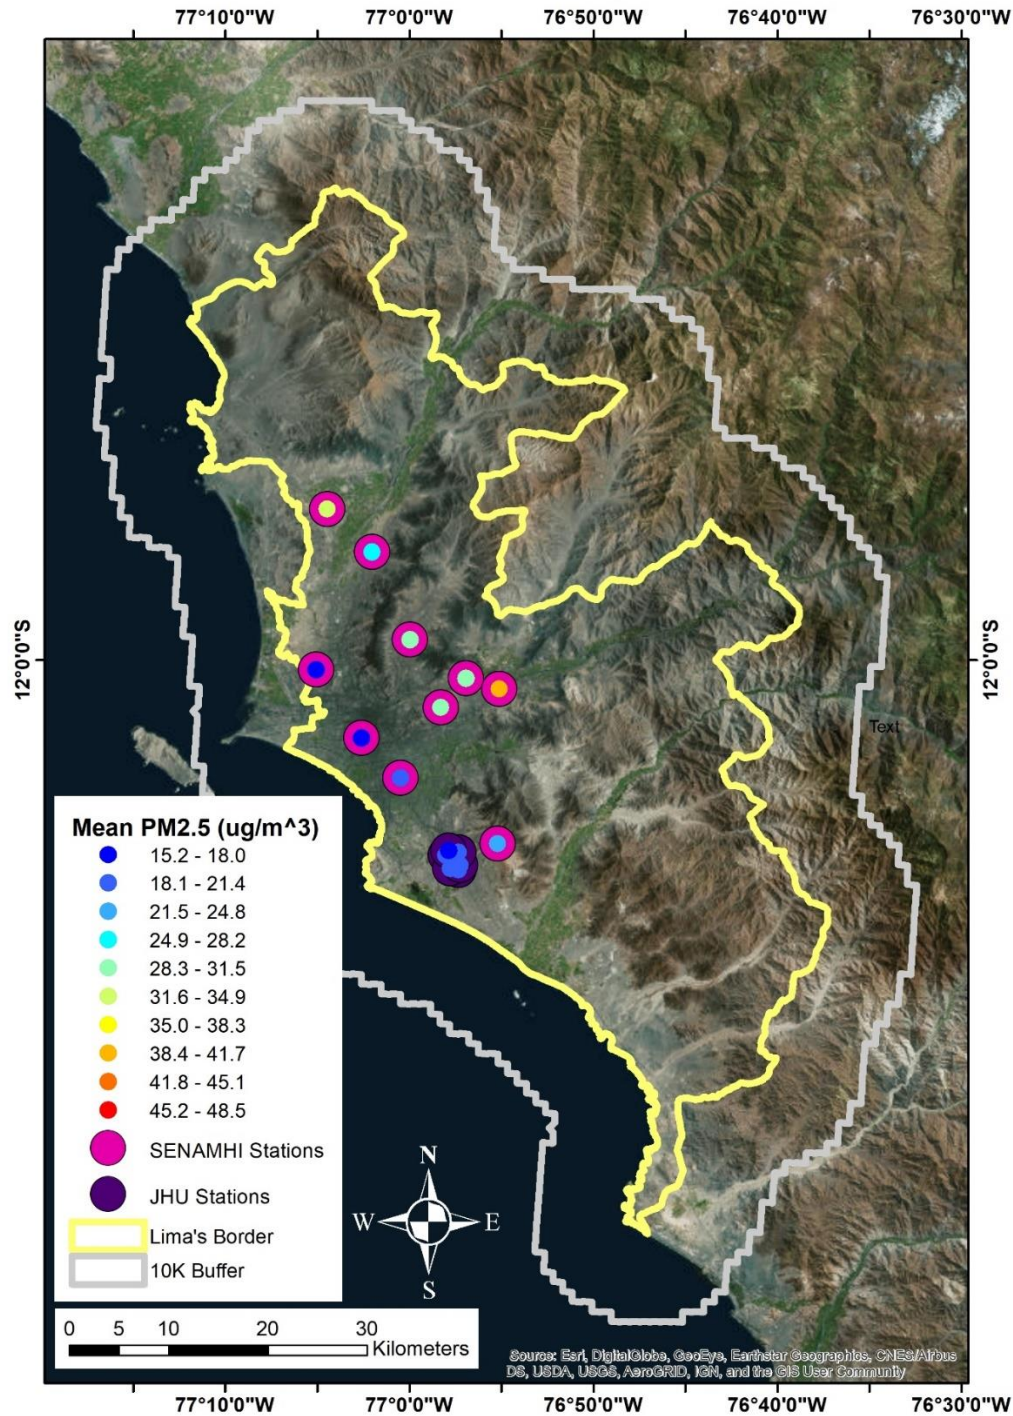 77°10'0"W 77°0'0"W 76°50'0"W 76°40'0"W 76°30'0"W
12°0'0"S
12°0'0"S
Text
Mean PM2.5 (ug/m^3)
15.2 - 18.0
18.1 - 21.4
21.5 - 24.8
24.9 - 28.2
28.3 - 31.5
31.6 - 34.9
35.0 - 38.3
38.4 - 41.7
41.8 - 45.1
45.2 - 48.5
SENAMHI Stations
JHU Stations
Lima's Border
10K Buffer
N
W E
S
0 5 10 20 30
Kilometers
Source: Esri, DigitalGlobe, GeoEye, Earthstar Geographics, CNES/Airbus
DS, USDA, USGS, AeroGRID, IGN, and the GIS User Community
77°10'0"W 77°0'0"W 76°50'0"W 76°40'0"W 76°30'0"W